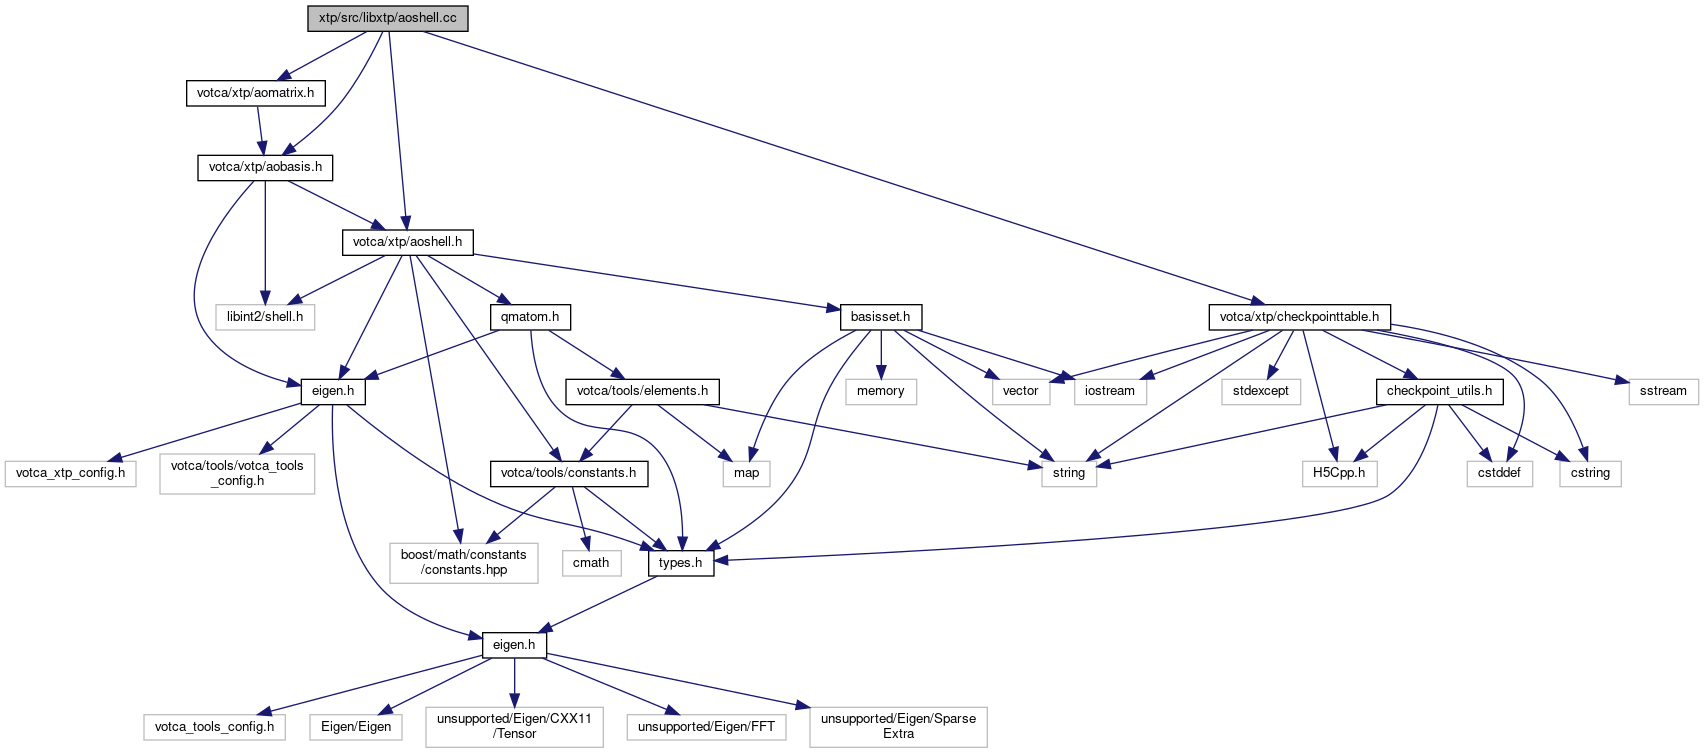 xtp/src/libxtp/aoshell.cc
votca/xtp/aomatrix.h
votca/xtp/aobasis.h
votca/xtp/aoshell.h
libint2/shell.h
qmatom.h
basisset.h
votca/xtp/checkpointtable.h
eigen.h
votca/tools/elements.h
memory
vector
iostream
stdexcept
checkpoint_utils.h
sstream
votca_xtp_config.h
votca/tools/votca_tools
_config.h
votca/tools/constants.h
map
string
H5Cpp.h
cstddef
cstring
boost/math/constants
/constants.hpp
cmath
types.h
eigen.h
votca_tools_config.h
Eigen/Eigen
unsupported/Eigen/CXX11
/Tensor
unsupported/Eigen/FFT
unsupported/Eigen/Sparse
Extra